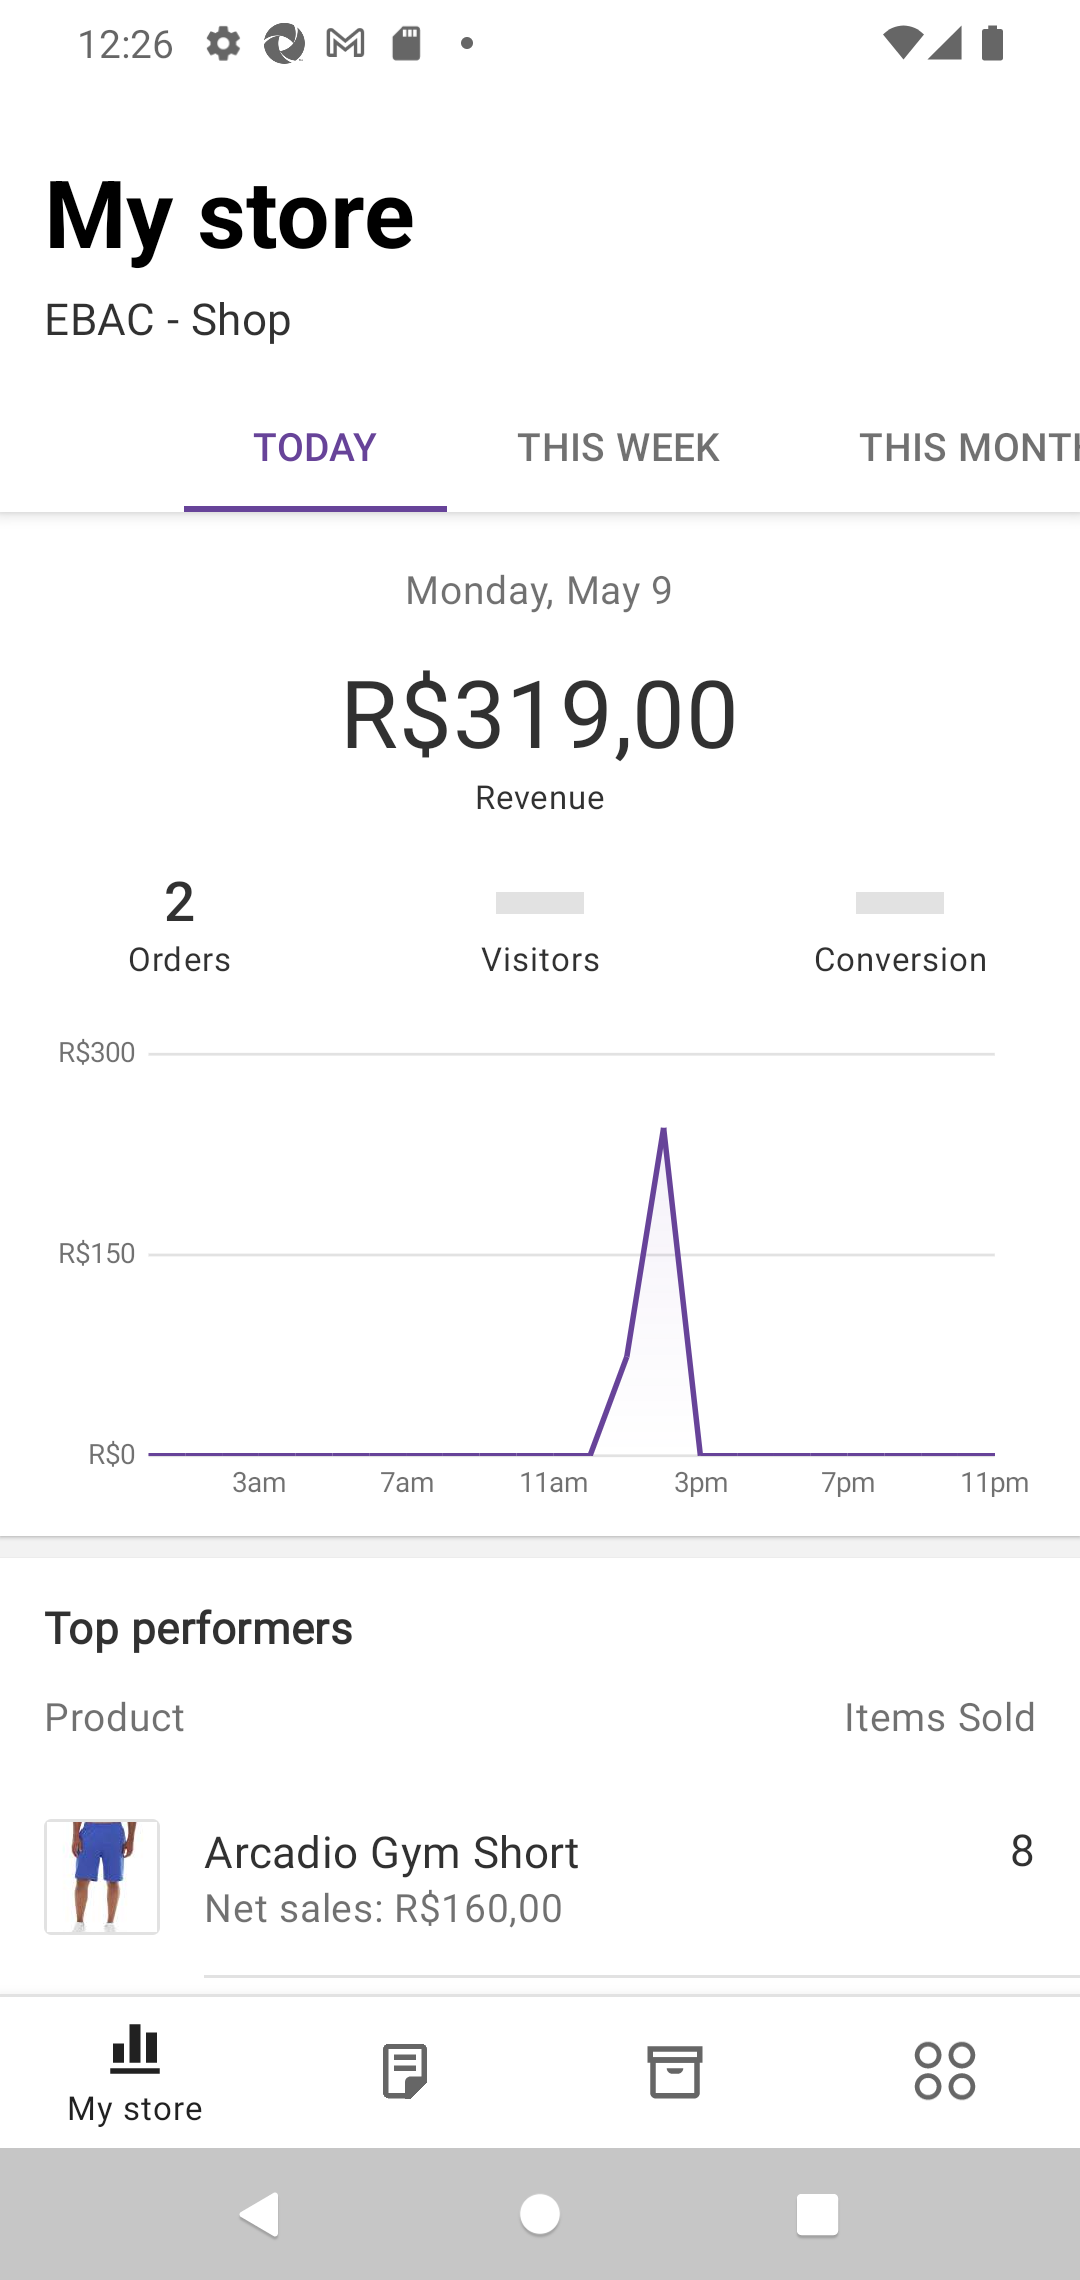 12:26
My store
EBAC - Shop
TODAY THIS WEEK THIS MONTH
Monday, May 9
R$319,00
Revenue
2
Orders Visitors Conversion
R$300
R$150
R$0
3am 7am 11am 3pm 7pm 11pm
Top performers
Product Items Sold
Arcadio Gym Short 8
Net sales: R$160,00
My store